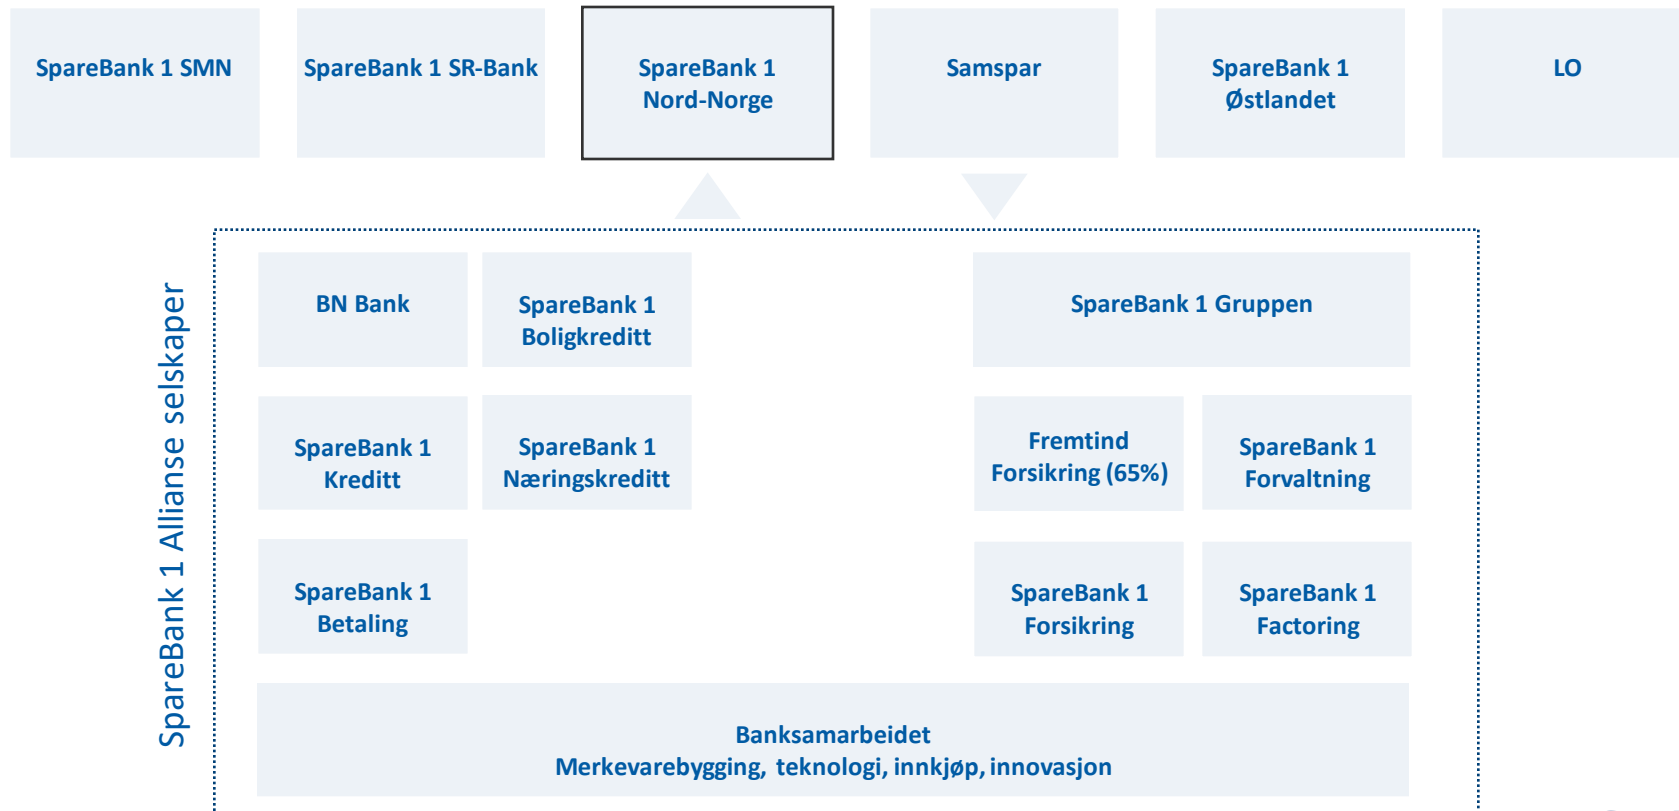 SpareBank 1 SMN
SpareBank 1 SR-Bank
SpareBank 1
Nord-Norge
Samspar
SpareBank 1
Østlandet
LO
SpareBank 1 Allianse selskaper
BN Bank
SpareBank 1
Boligkreditt
SpareBank 1 Gruppen
SpareBank 1
Kreditt
SpareBank 1
Næringskreditt
Fremtind
Forsikring (65%)
SpareBank 1
Forvaltning
SpareBank 1
Betaling
SpareBank 1
Forsikring
SpareBank 1
Factoring
Banksamarbeidet
Merkevarebygging, teknologi, innkjøp, innovasjon